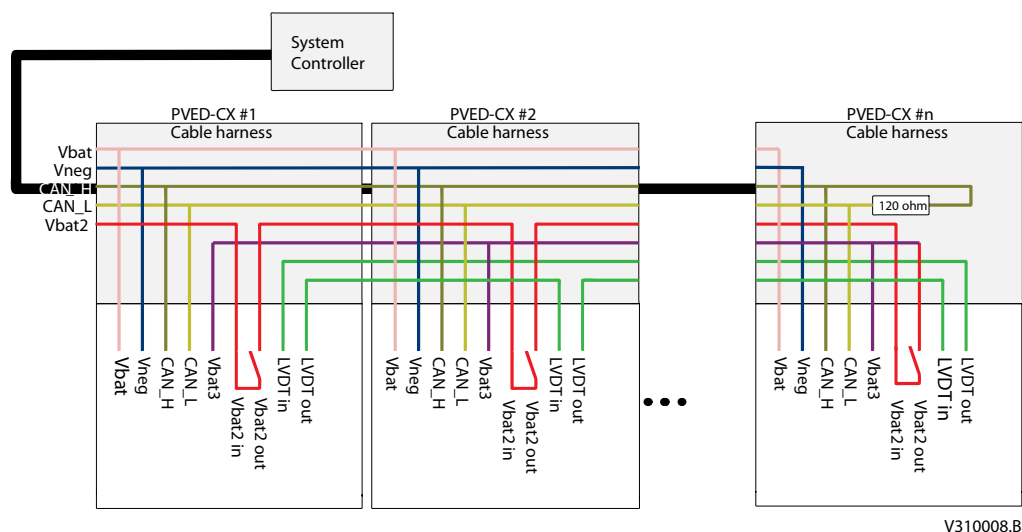 System
Controller
PVED-CX #1
PVED-CX #2
PVED-CX #n
Cable harness
Cable harness
Cable harness
Vbat
Vneg
CAN_H
CAN_L
Vbat2
120 ohm
Vbat
Vneg
CAN_H
CAN_L
Vbat3
Vbat2 in
Vbat2 out
LVDT in
LVDT out
Vbat
Vneg
CAN_H
CAN_L
Vbat3
Vbat2 in
Vbat2 out
LVDT in
LVDT out
Vbat
Vneg
CAN_H
CAN_L
Vbat3
Vbat2 in
Vbat2 out
LVDT in
LVDT out
V310008.B